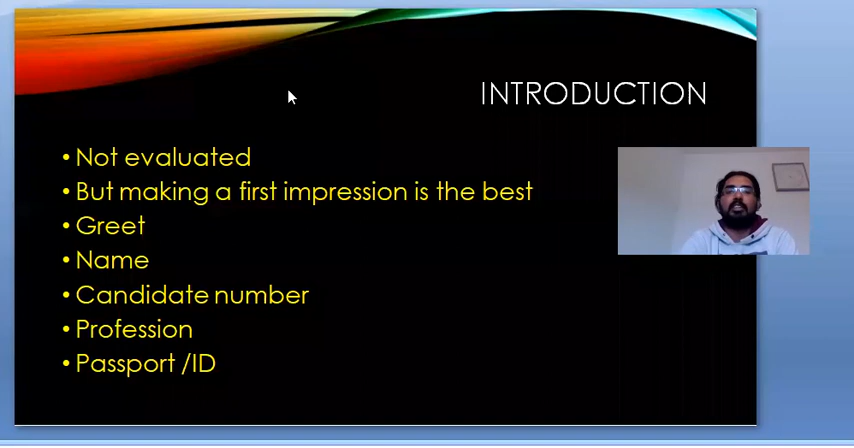 INTRODUCTION
• Not evaluated
• But making a first impression is the best
• Greet
• Name
• Candidate number
• Profession
• Passport /ID